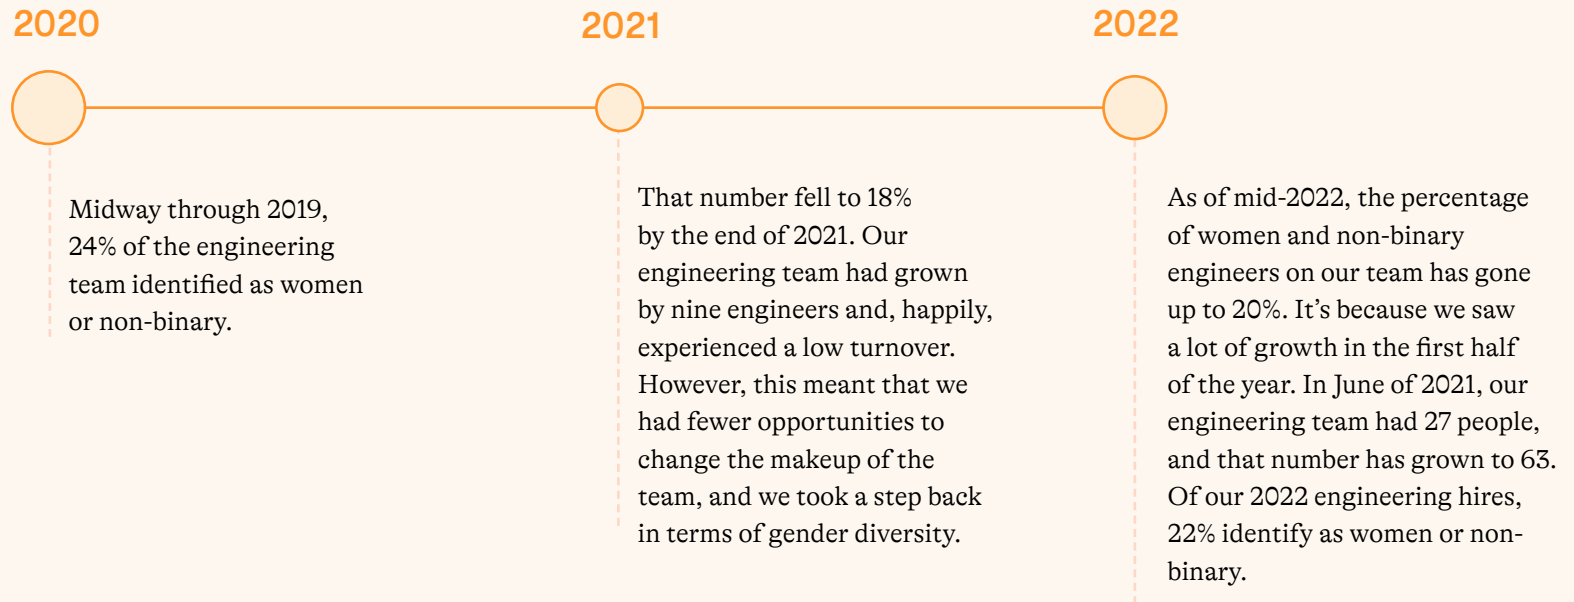 2020
Midway through 2019,
24% of the engineering
team identified as women
or non-binary.
2021
That number fell to 18%
by the end of 2021. Our
engineering team had grown
by nine engineers and, happily,
experienced a low turnover.
However, this meant that we
had fewer opportunities to
change the makeup of the
team, and we took a step back
in terms of gender diversity.
2022
As of mid-2022, the percentage
of women and non-binary
engineers on our team has gone
up to 20%. It’s because we saw
a lot of growth in the first half
of the year. In June of 2021, our
engineering team had 27 people,
and that number has grown to 63.
Of our 2022 engineering hires,
22% identify as women or non-
binary.